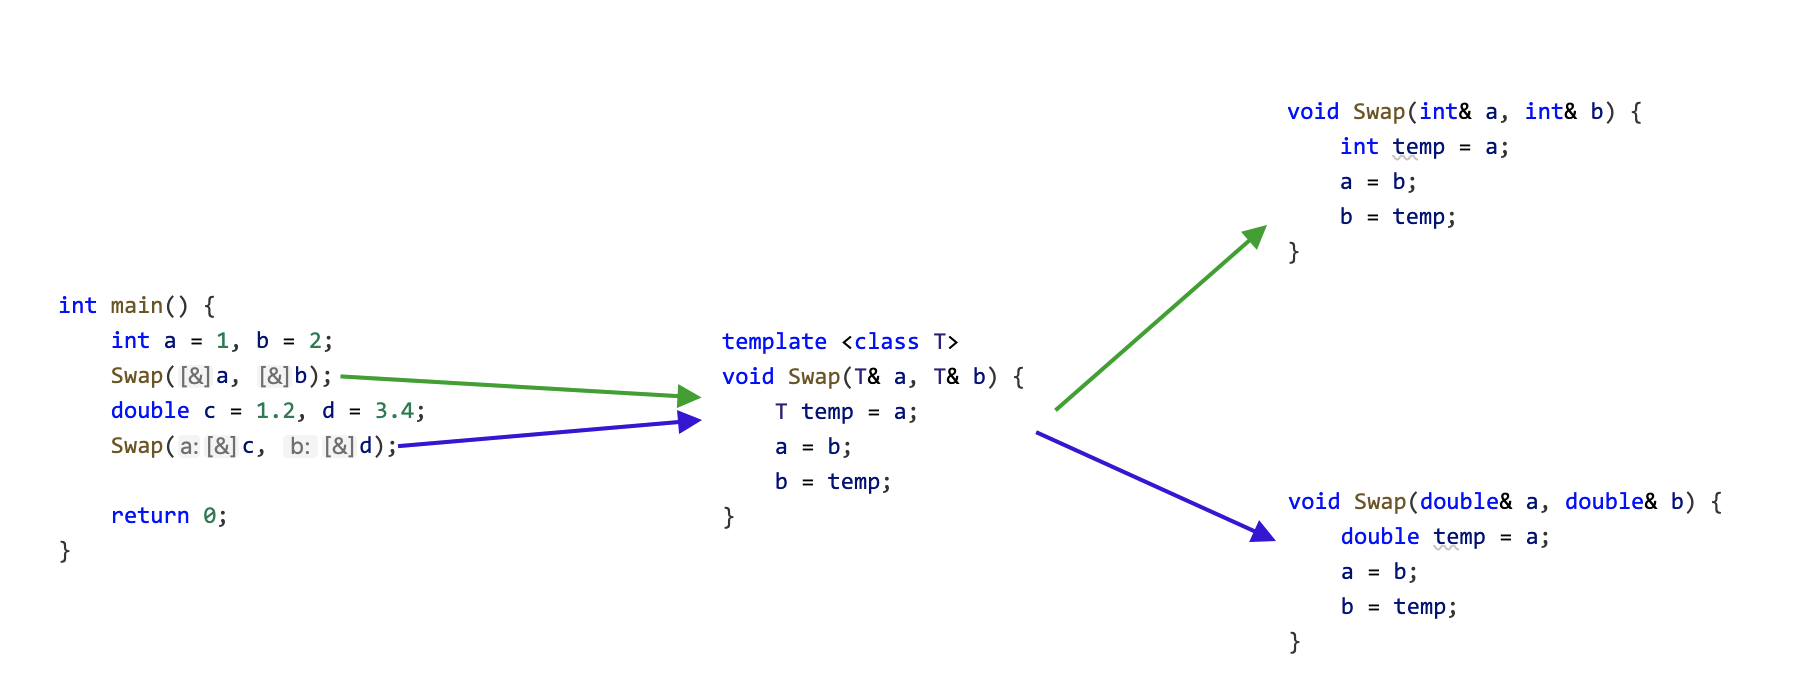 int main() {
    int a = 1, b = 2;
    Swap([&]a, [&]b);
    double c = 1.2, d = 3.4;
    Swap(a:[&]c, b:[&]d);
    return 0;
}
template <class T>
void Swap(T& a, T& b) {
    T temp = a;
    a = b;
    b = temp;
}
void Swap(int& a, int& b) {
    int temp = a;
    a = b;
    b = temp;
}
void Swap(double& a, double& b) {
    double temp = a;
    a = b;
    b = temp;
}